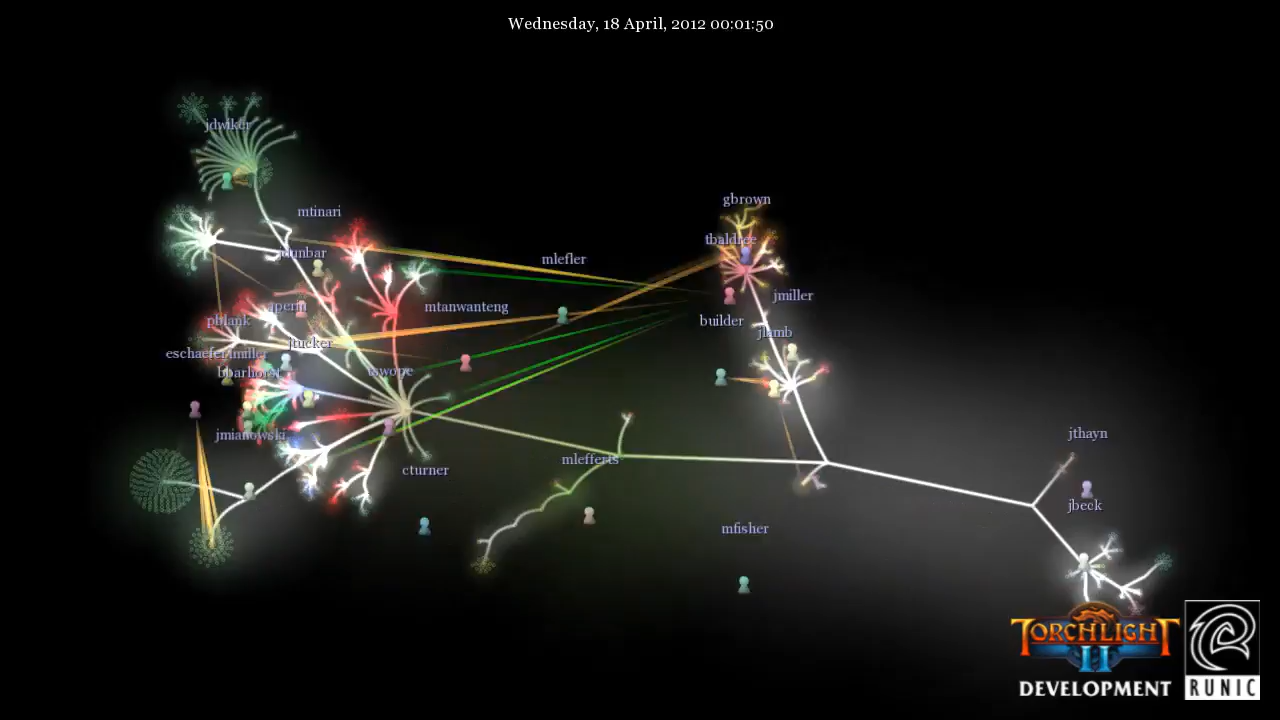 Wednesday, 18 April, 2012 00:01:50
jdwiker
gbrown
mtinari
tbaldree
jdunbar
mlefler
jmiller
aperin
mtanwanteng
pblank
builder
jlamb
jtucker
eschaefer
bbarhorst
tswope
jmianowski
jthayn
mlefferts
cturner
jbeck
mfisher
TORCHLIGHT
II
DEVELOPMENT
RUNIC